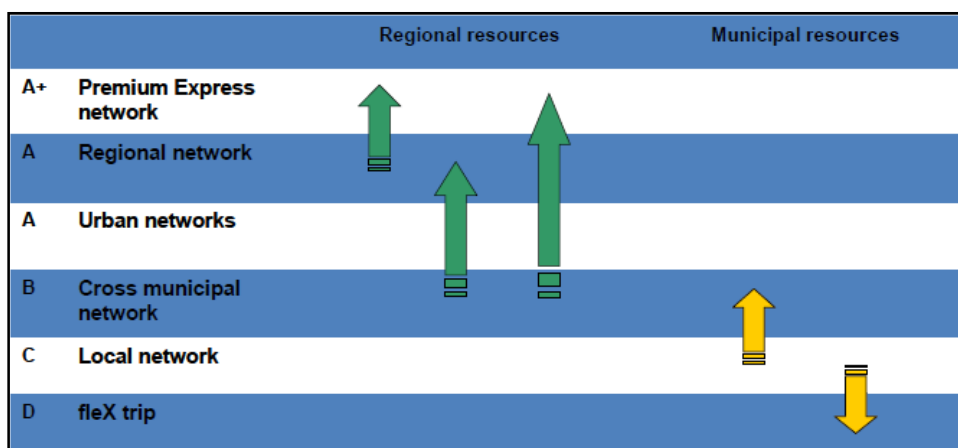 Regional resources Municipal resources
A+ Premium Express
network
A Regional network
A Urban networks
B Cross municipal
network
C Local network
D fleX trip